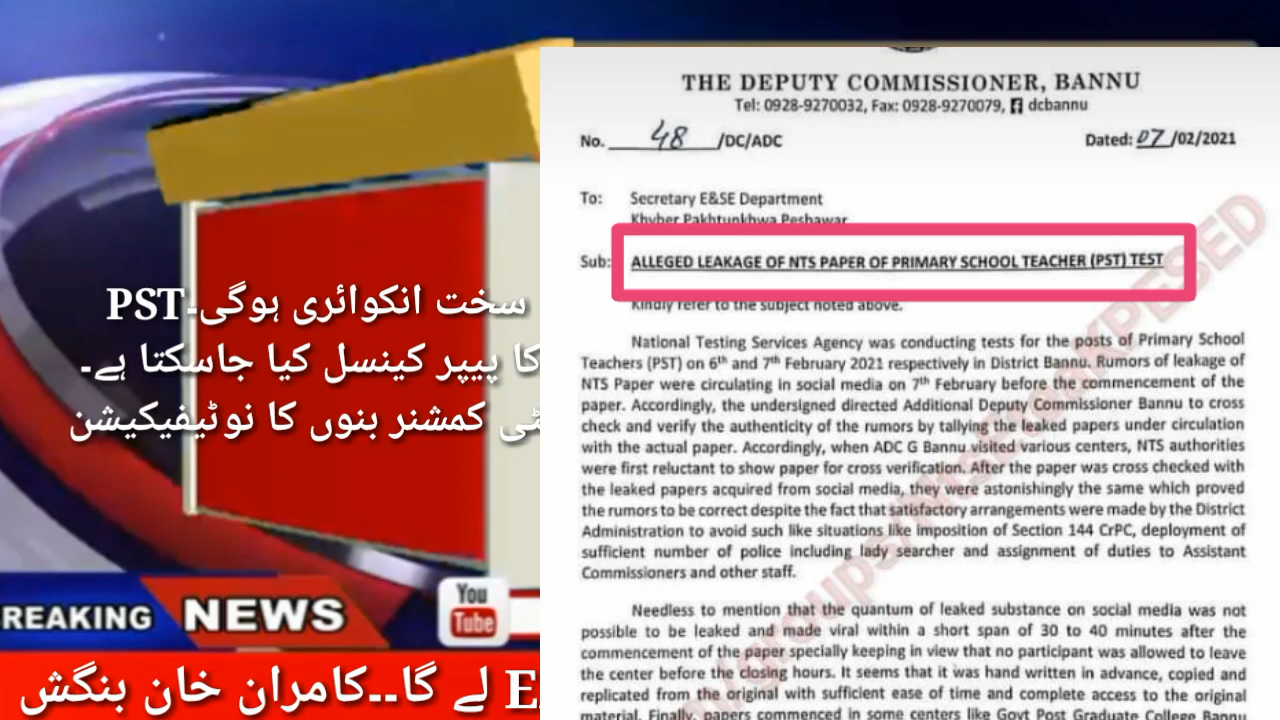 THE DEPUTY COMMISSIONER, BANNU
Tel: 0928-9270032, Fax: 0928-9270079, dcbannu
No. 48 /DC/ADC
Dated: 07/02/2021
To: Secretary E&SE Department
Khyber Pakhtunkhwa Peshawar
Sub: ALLEGED LEAKAGE OF NTS PAPER OF PRIMARY SCHOOL TEACHER (PST) TEST
Kindly refer to the subject noted above.
National Testing Services Agency was conducting tests for the posts of Primary School
Teachers (PST) on 6th and 7th February 2021 respectively in District Bannu. Rumors of leakage of
NTS Paper were circulating in social media on 7th February before the commencement of the
paper. Accordingly, the undersigned directed Additional Deputy Commissioner Bannu to cross
check and verify the authenticity of the rumors by tallying the leaked papers under circulation
with the actual paper. Accordingly, when ADC G Bannu visited various centers, NTS authorities
were first reluctant to show paper for cross verification. After the paper was cross checked with
the leaked papers acquired from social media, they were astonishingly the same which proved
the rumors to be correct despite the fact that satisfactory arrangements were made by the District
Administration to avoid such like situations like imposition of Section 144 CrPC, deployment of
sufficient number of police including lady searcher and assignment of duties to Assistant
Commissioners and other staff.
Needless to mention that the quantum of leaked substance on social media was not
possible to be leaked and made viral within a short span of 30 to 40 minutes after the
commencement of the paper specially keeping in view that no participant was allowed to leave
the center before the closing hours. It seems that it was hand written in advance, copied and
replicated from the original with sufficient ease of time and complete access to the original
material. Finally, papers commenced in some centers like Govt Post Graduate College Bannu
سخت انکوائری ہوگی۔PST
کا پیپر کینسل کیا جاسکتا ہے۔
ٹی کمشنر بنوں کا نوٹیفیکیشن
REAKING NEWS
You
Tube
لے گا۔۔کامران خان بنگش